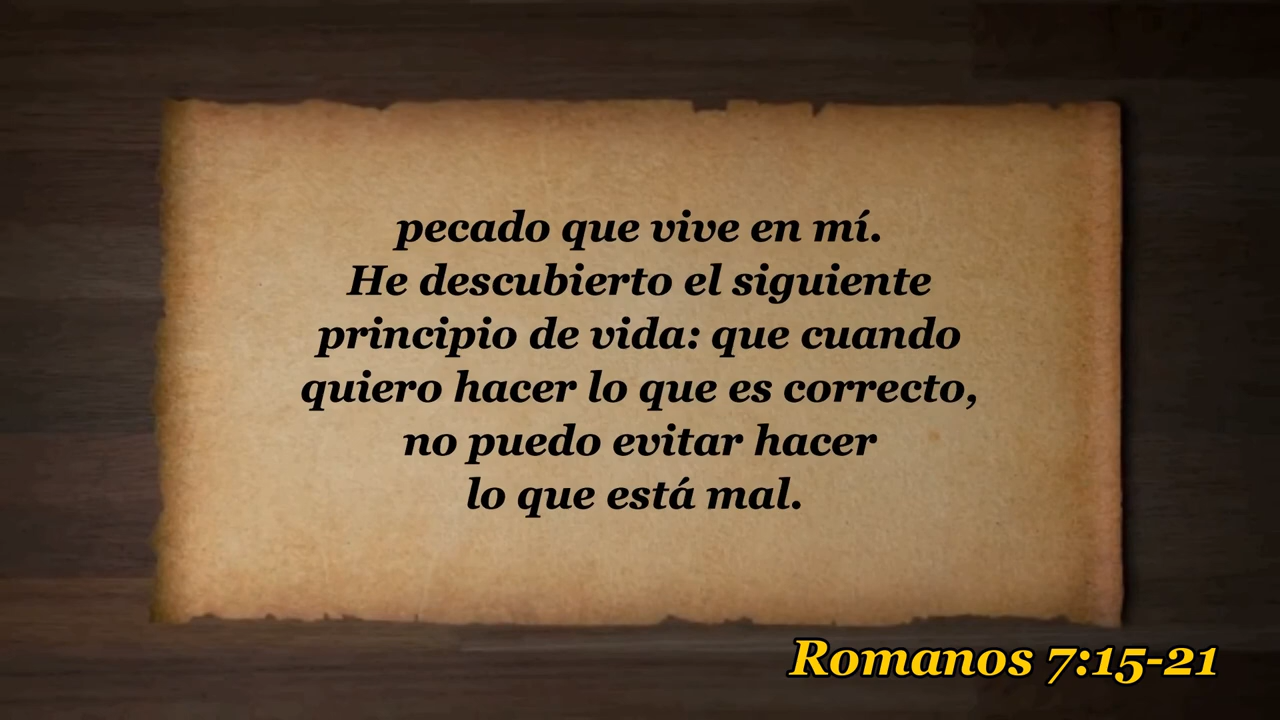 pecado que vive en mí.
He descubierto el siguiente
principio de vida: que cuando
quiero hacer lo que es correcto,
no puedo evitar hacer
lo que está mal.
Romanos 7:15-21